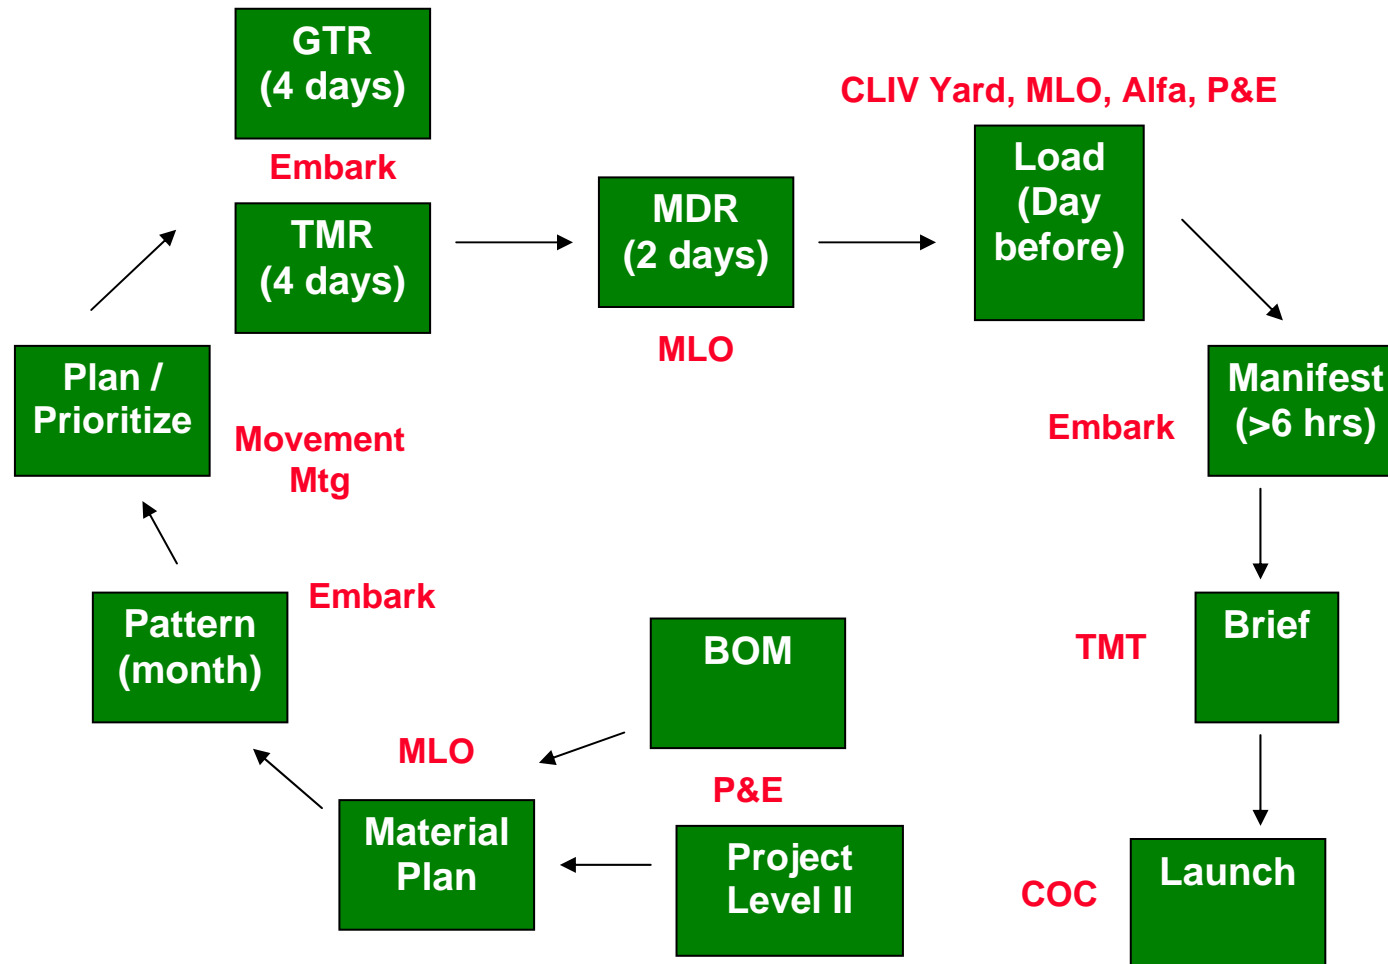 GTR
(4 days)
Embark
TMR
(4 days)
MDR
(2 days)
MLO
CLIV Yard, MLO, Alfa, P&E
Load
(Day
before)
Plan /
Prioritize
Movement
Mtg
Manifest
(>6 hrs)
Embark
Pattern
(month)
Embark
BOM
Brief
TMT
MLO
P&E
Material
Plan
Project
Level II
Launch
COC